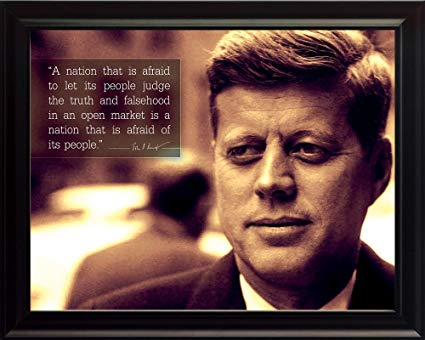 “A nation that is afraid
to let its people judge
the truth and falsehood
in an open market is a
nation that is afraid of
its people.”